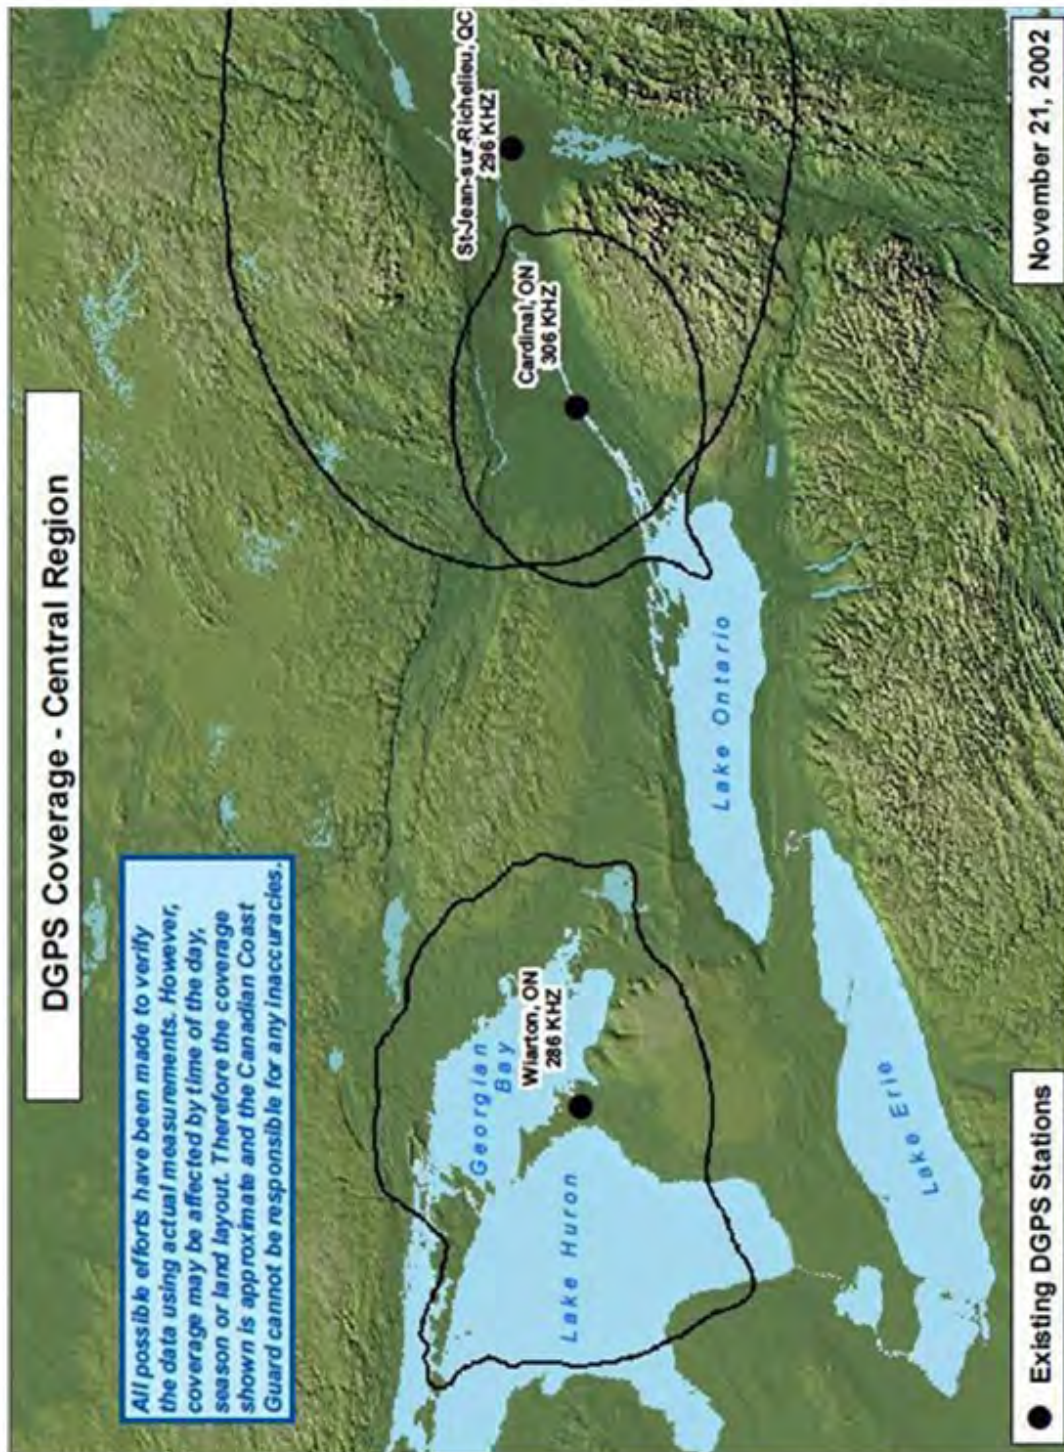 DGPS Coverage - Central Region
All possible efforts have been made to verify
the data using actual measurements. However,
coverage may be affected by time of the day,
season or land layout. Therefore the coverage
shown is approximate and the Canadian Coast
Guard cannot be responsible for any inaccuracies.
St-Jean-sur-Richelieu, QC
296 KHZ
Cardinal, ON
306 KHZ
Wiarton, ON
286 KHZ
Georgian
Bay
Lake Huron
Lake Ontario
Lake Erie
Existing DGPS Stations
November 21, 2002